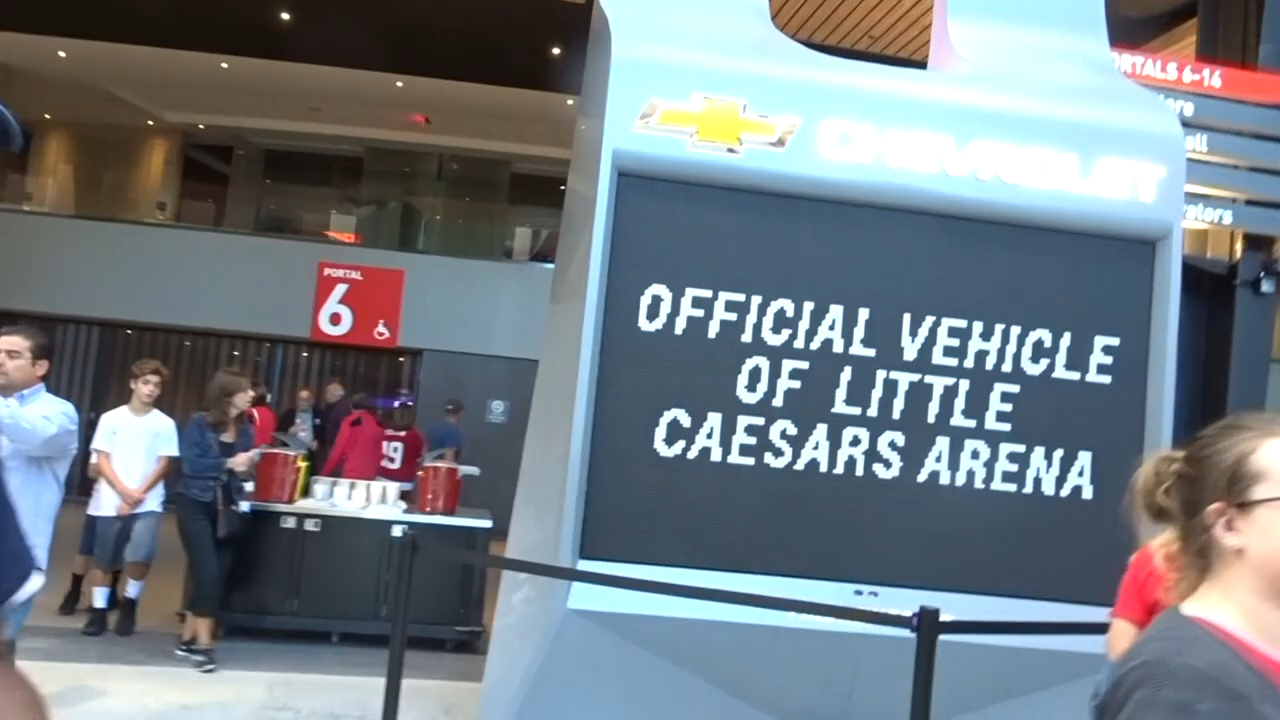 PORTALS 6-14
CHEVROLET
PORTAL
6
OFFICIAL VEHICLE
OF LITTLE
CAESARS ARENA
19